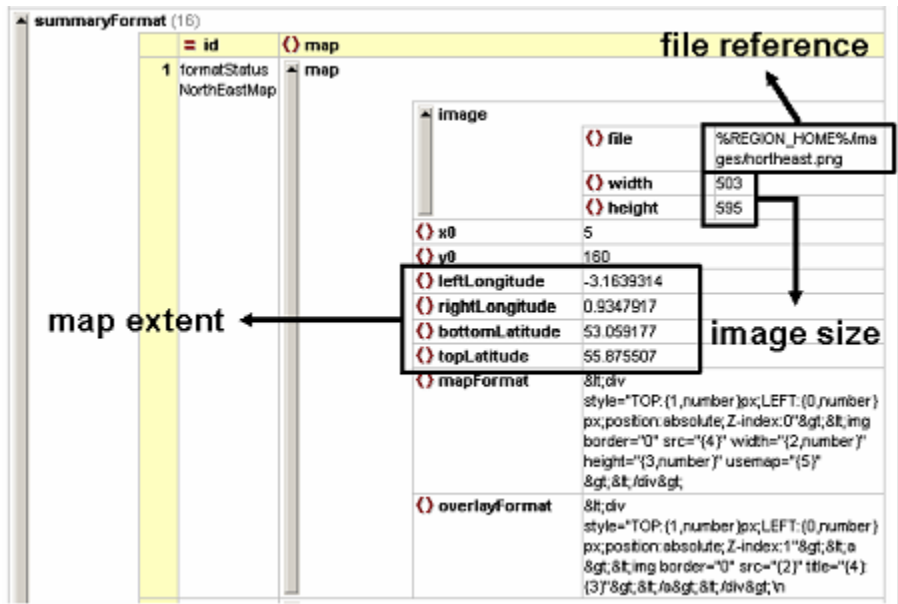 summaryFormat (16)
= id () map
file reference
1 formatStatus
NorthEastMap
map
image
() file
%REGION_HOME%/ima
ges/northeast.png
() width 503
() height 595
() x0 5
() y0 160
() leftLongitude -3.1639314
() rightLongitude 0.9347917
() bottomLatitude 53.059177
() topLatitude 55.875507
map extent
image size
() mapFormat
&lt;div
style="TOP:{1,number}px;LEFT:{0,number}
px;position:absolute;Z-index:0"&gt;&lt;img
border="0" src="{4}" width="{2,number}"
height="{3,number}" usemap="{5}"
&gt;&lt;/div&gt;
() overlayFormat
&lt;div
style="TOP:{1,number}px;LEFT:{0,number}
px;position:absolute;Z-index:1"&gt;&lt;a
&gt;&lt;img border="0" src="{2}" title="{4}:
{3}"&gt;&lt;/a&gt;&lt;/div&gt;\n